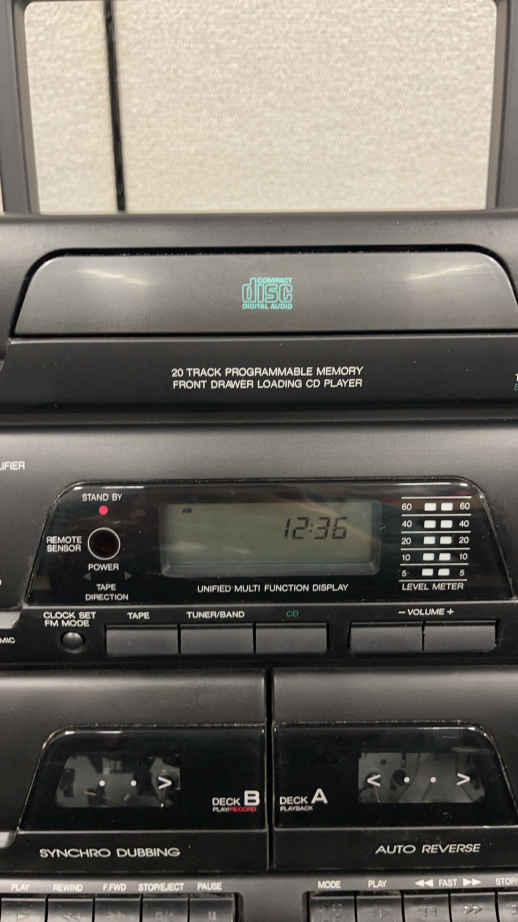 COMPACT
disc
DIGITAL AUDIO
20 TRACK PROGRAMMABLE MEMORY
FRONT DRAWER LOADING CD PLAYER
STAND BY
REMOTE
SENSOR
POWER
TAPE
DIRECTION
AM
12:36
UNIFIED MULTI FUNCTION DISPLAY
60 60
40 40
20 20
10 10
5 5
LEVEL METER
CLOCK SET
FM MODE
TAPE
TUNER/BAND
CD
– VOLUME +
MIC
DECK B
PLAY/RECORD
DECK A
PLAYBACK
SYNCHRO DUBBING
AUTO REVERSE
PLAY REWIND F.FWD STOP/EJECT PAUSE
MODE PLAY ◀◀ FAST ▶▶